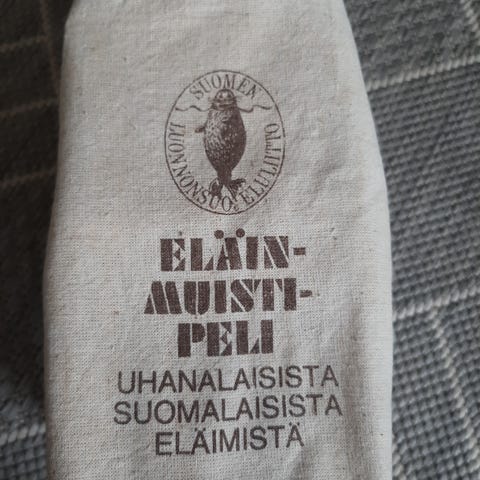 SUOMEN
LUONNONSUOJELULIITTO
ELÄIN-
MUISTI-
PELI
UHANALAISISTA
SUOMALAISISTA
ELÄIMISTÄ